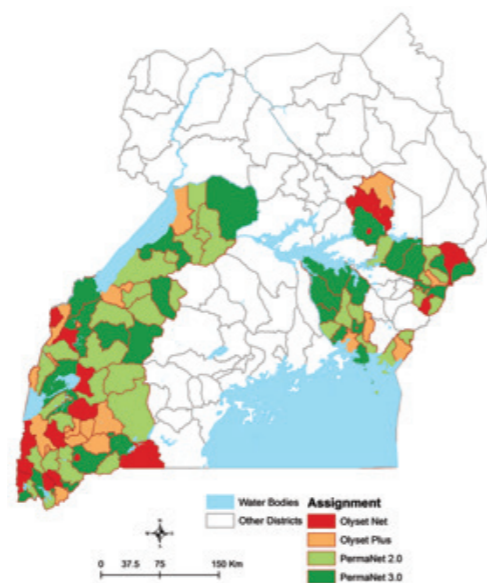 Water Bodies
Other Districts
Assignment
Olyset Net
Olyset Plus
PermaNet 2.0
PermaNet 3.0
0 37.5 75 150 Km